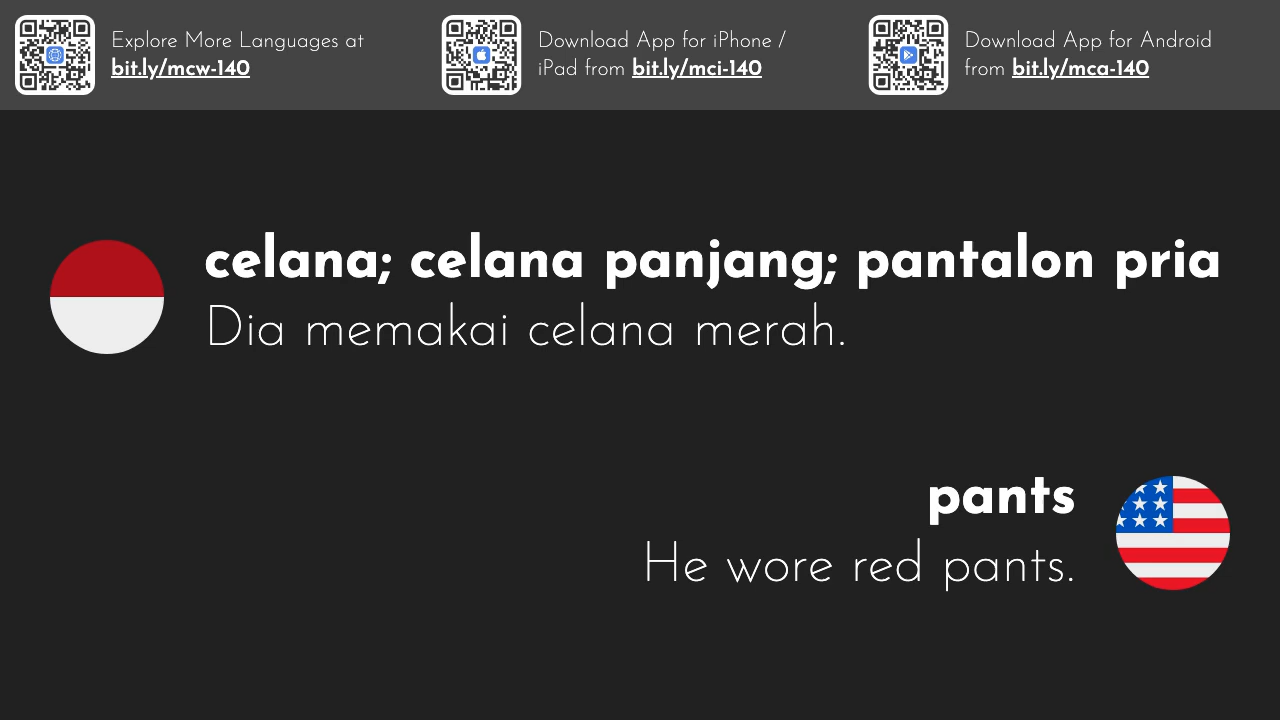 Explore More Languages at
bit.ly/mcw-140
Download App for iPhone /
iPad from bit.ly/mci-140
Download App for Android
from bit.ly/mca-140
celana; celana panjang; pantalon pria
Dia memakai celana merah.
pants
He wore red pants.